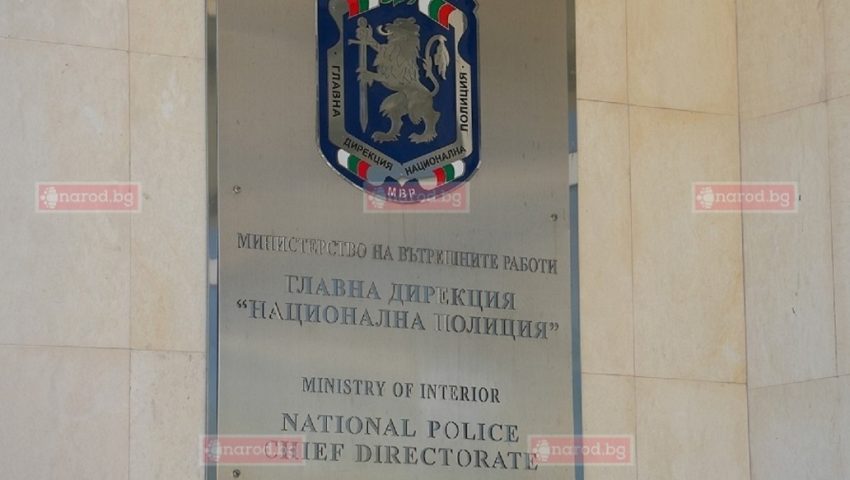 ГЛАВНА
ДИРЕКЦИЯ
НАЦИОНАЛНА
ПОЛИЦИЯ
МВР
narod.bg narod.bg narod.bg
МИНИСТЕРСТВО НА ВЪТРЕШНИТЕ РАБОТИ
ГЛАВНА ДИРЕКЦИЯ
“НАЦИОНАЛНА ПОЛИЦИЯ”
MINISTRY OF INTERIOR
NATIONAL POLICE
CHIEF DIRECTORATE
narod.bg narod.bg